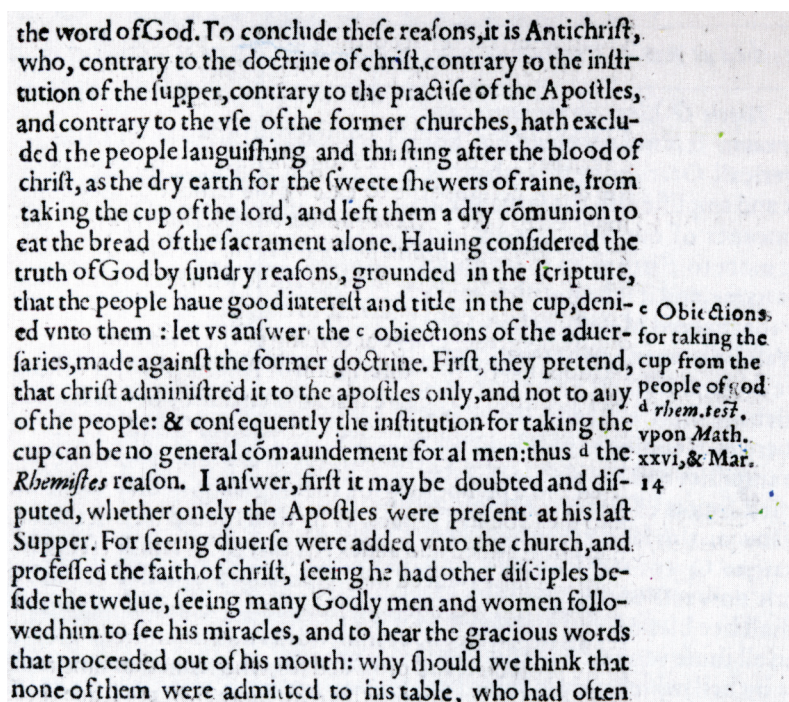 the word of God. To conclude theſe reaſons, it is Antichriſt,
who, contrary to the doctrine of chriſt, contrary to the inſti-
tution of the ſupper, contrary to the practiſe of the Apoſtles,
and contrary to the vſe of the former churches, hath exclu-
ded the people languiſhing and thirſting after the blood of
chriſt, as the dry earth for the ſweete ſhewers of raine, from
taking the cup of the lord, and left them a dry cōmunion to
eat the bread of the ſacrament alone. Hauing conſidered the
truth of God by ſundry reaſons, grounded in the ſcripture,
that the people haue good intereſt and title in the cup, deni-
ed vnto them : let vs anſwer the c obiections of the aduer-
ſaries, made againſt the former doctrine. Firſt, they pretend,
that chriſt adminiſtred it to the apoſtles only, and not to any
of the people: & conſequently the inſtitution for taking the
cup can be no general cōmaundement for al men: thus d the
Rhemiſtes reaſon. I anſwer, firſt it may be doubted and diſ-
puted, whether onely the Apoſtles were preſent at his laſt
Supper. For ſeeing diuerſe were added vnto the church, and
profeſſed the faith of chriſt, ſeeing he had other diſciples be-
ſide the twelue, ſeeing many Godly men and women follo-
wed him to ſee his miracles, and to hear the gracious words
that proceeded out of his mouth: why ſhould we think that
none of them were admitted to his table, who had often
c Obiections
for taking the
cup from the
people of god
d rhem. teſt.
vpon Math.
xxvi, & Mar.
14